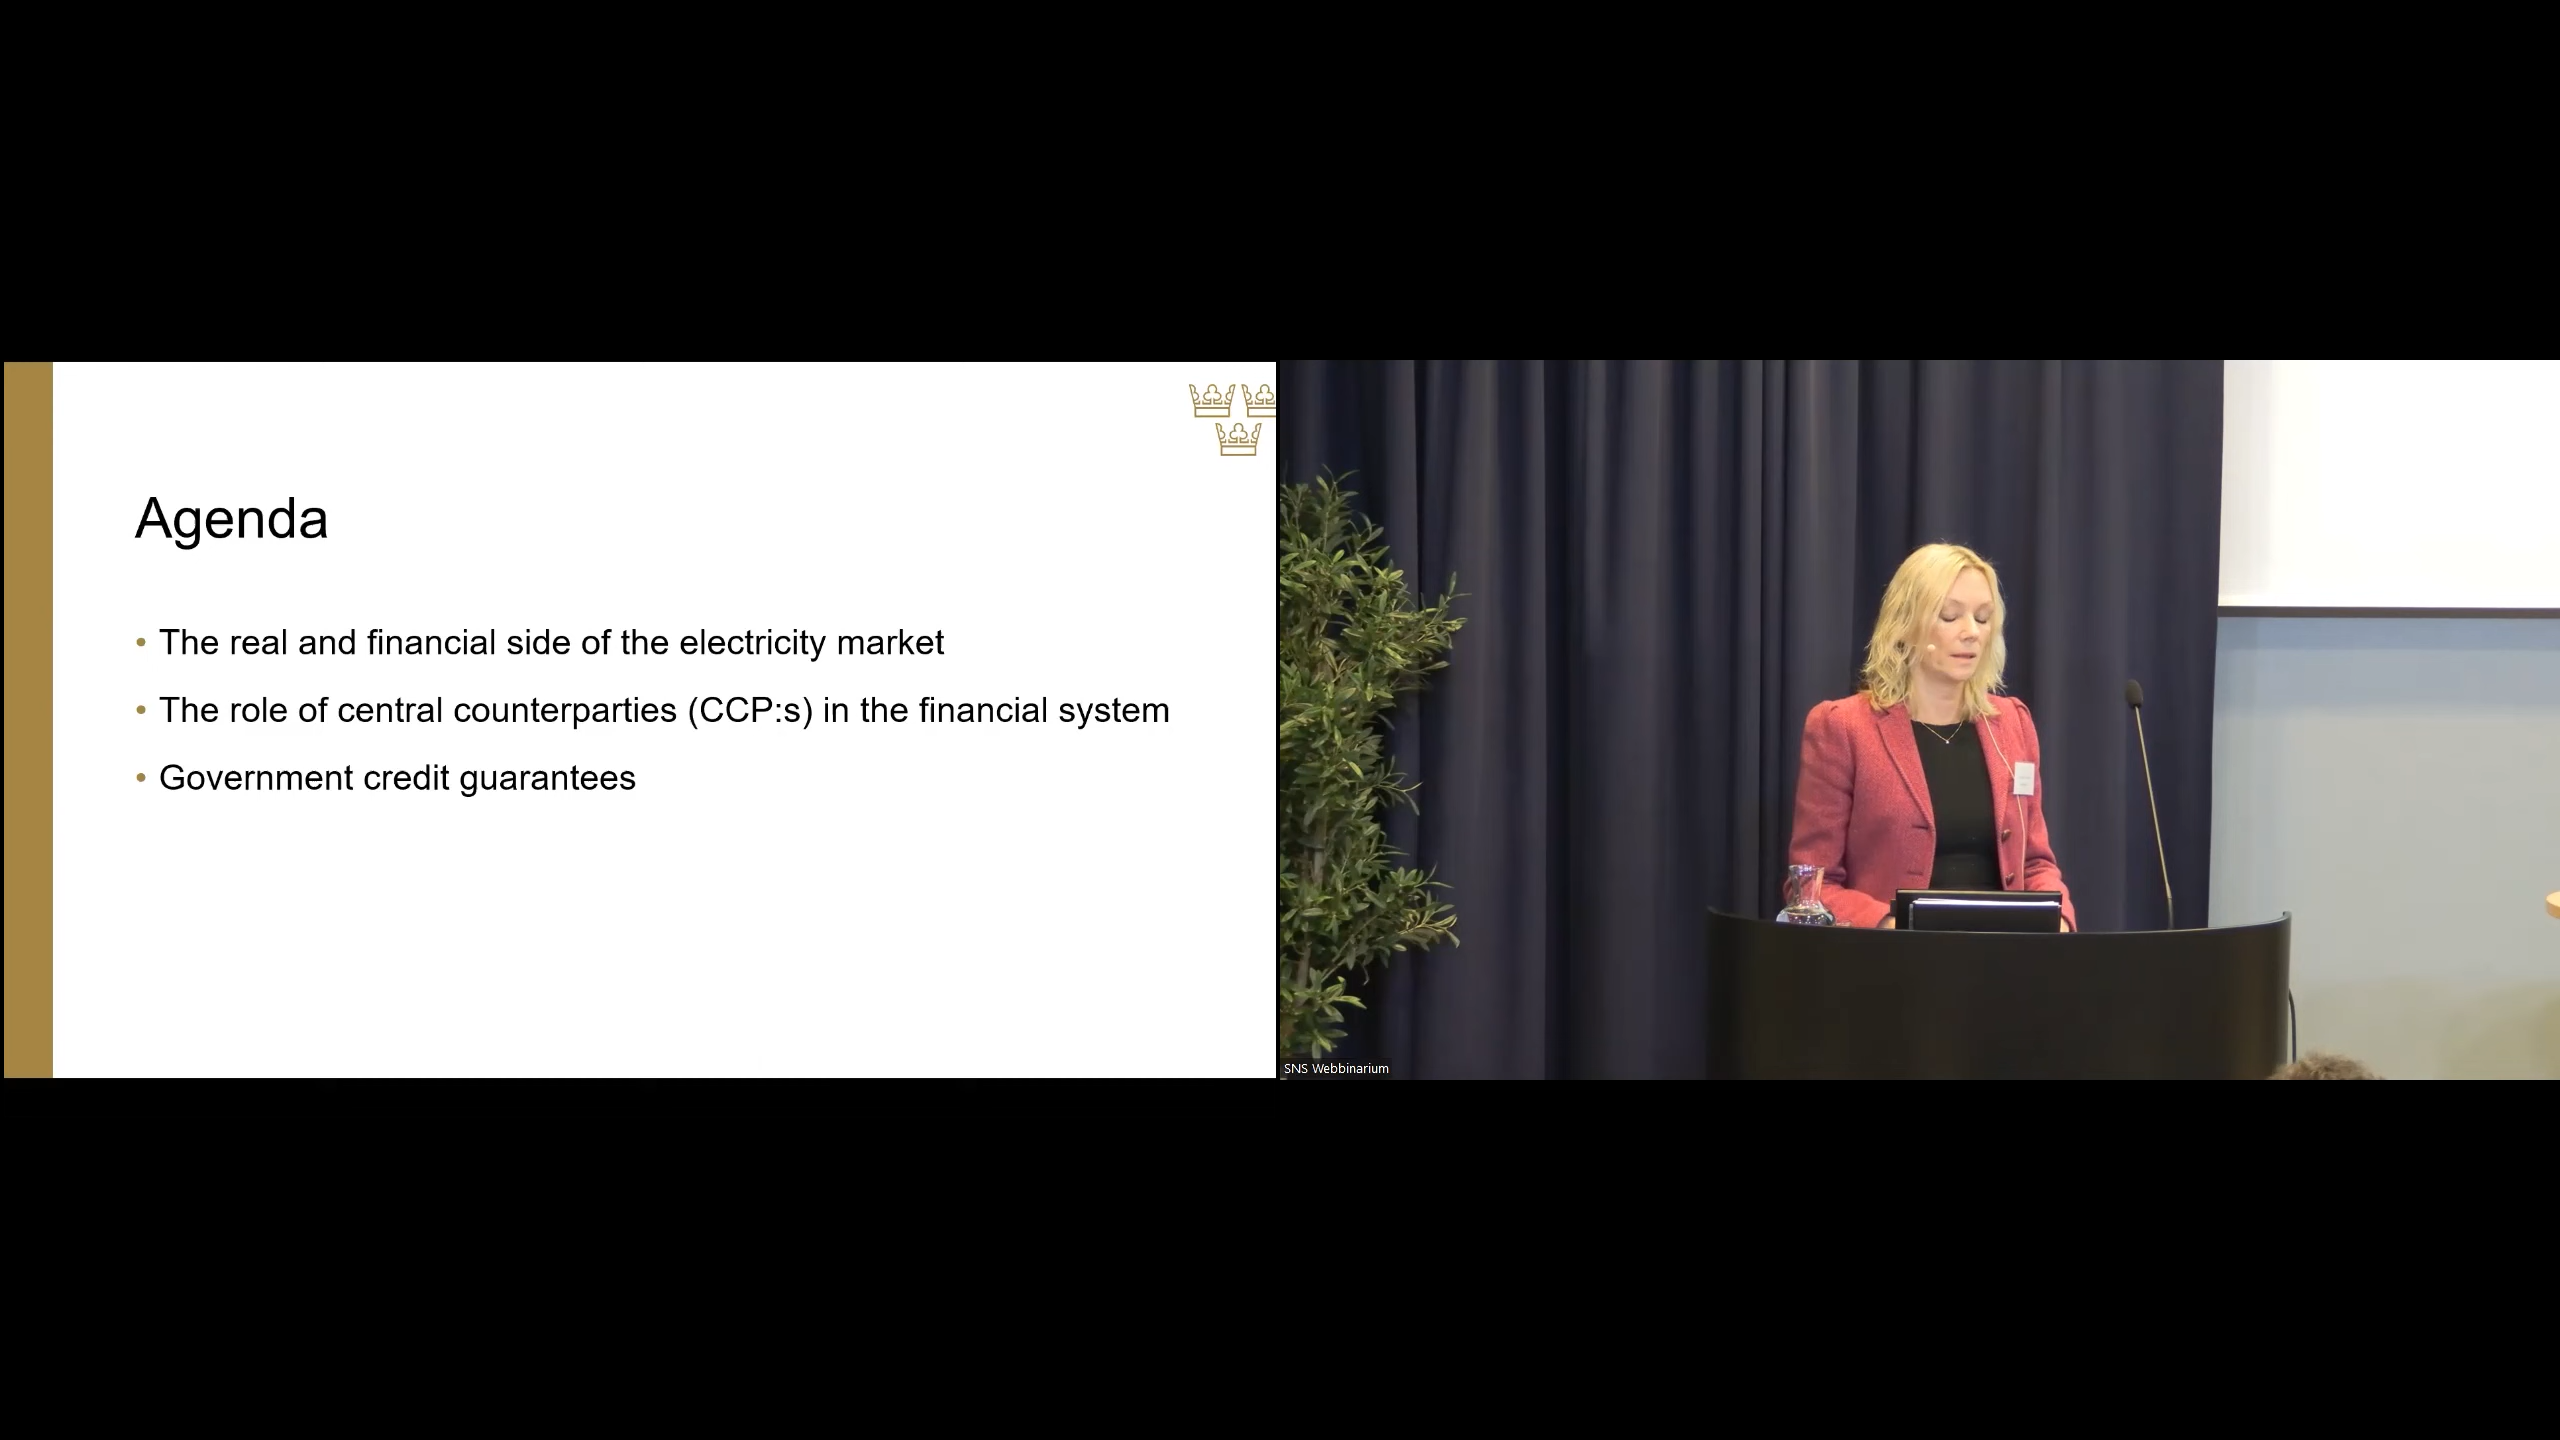 Agenda
• The real and financial side of the electricity market
• The role of central counterparties (CCP:s) in the financial system
• Government credit guarantees
SNS Webbinarium